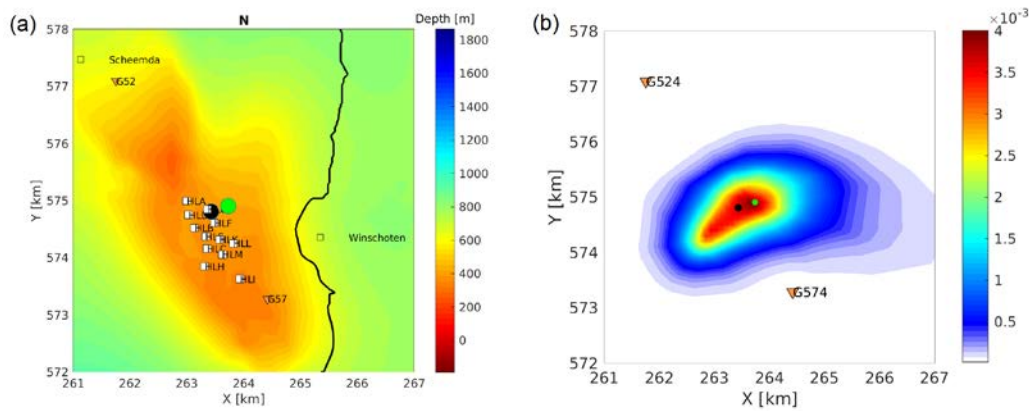 (a)
N
Depth [m]
578
577
576
575
574
573
572
Y [km]
261
262
263
264
265
266
267
X [km]
Scheemda
G52
HLA
HLF
HLL
HLM
HLH
HLI
G57
Winschoten
1800
1600
1400
1200
1000
800
600
400
200
0
(b)
×10⁻³
578
577
576
575
574
573
572
Y [km]
261
262
263
264
265
266
267
X [km]
G524
G574
4
3.5
3
2.5
2
1.5
1
0.5